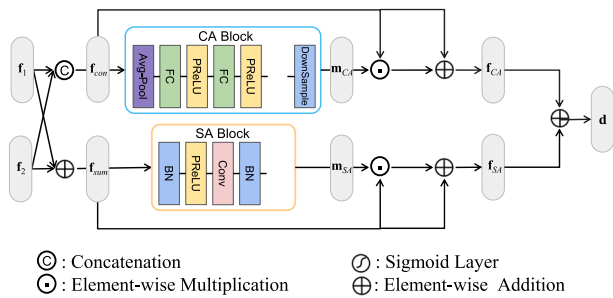 CA Block
f1
C
fcon
Avg-Pool
FC
PReLU
FC
PReLU
DownSample
mCA
fCA
d
SA Block
f2
fsum
BN
PReLU
Conv
BN
mSA
fSA
C : Concatenation
: Sigmoid Layer
: Element-wise Multiplication
: Element-wise Addition